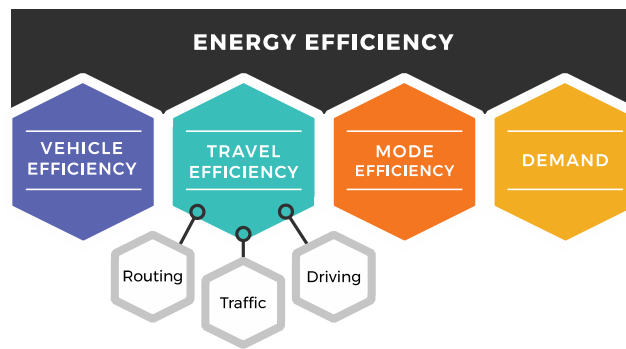 ENERGY EFFICIENCY
VEHICLE
EFFICIENCY
TRAVEL
EFFICIENCY
MODE
EFFICIENCY
DEMAND
Routing
Traffic
Driving